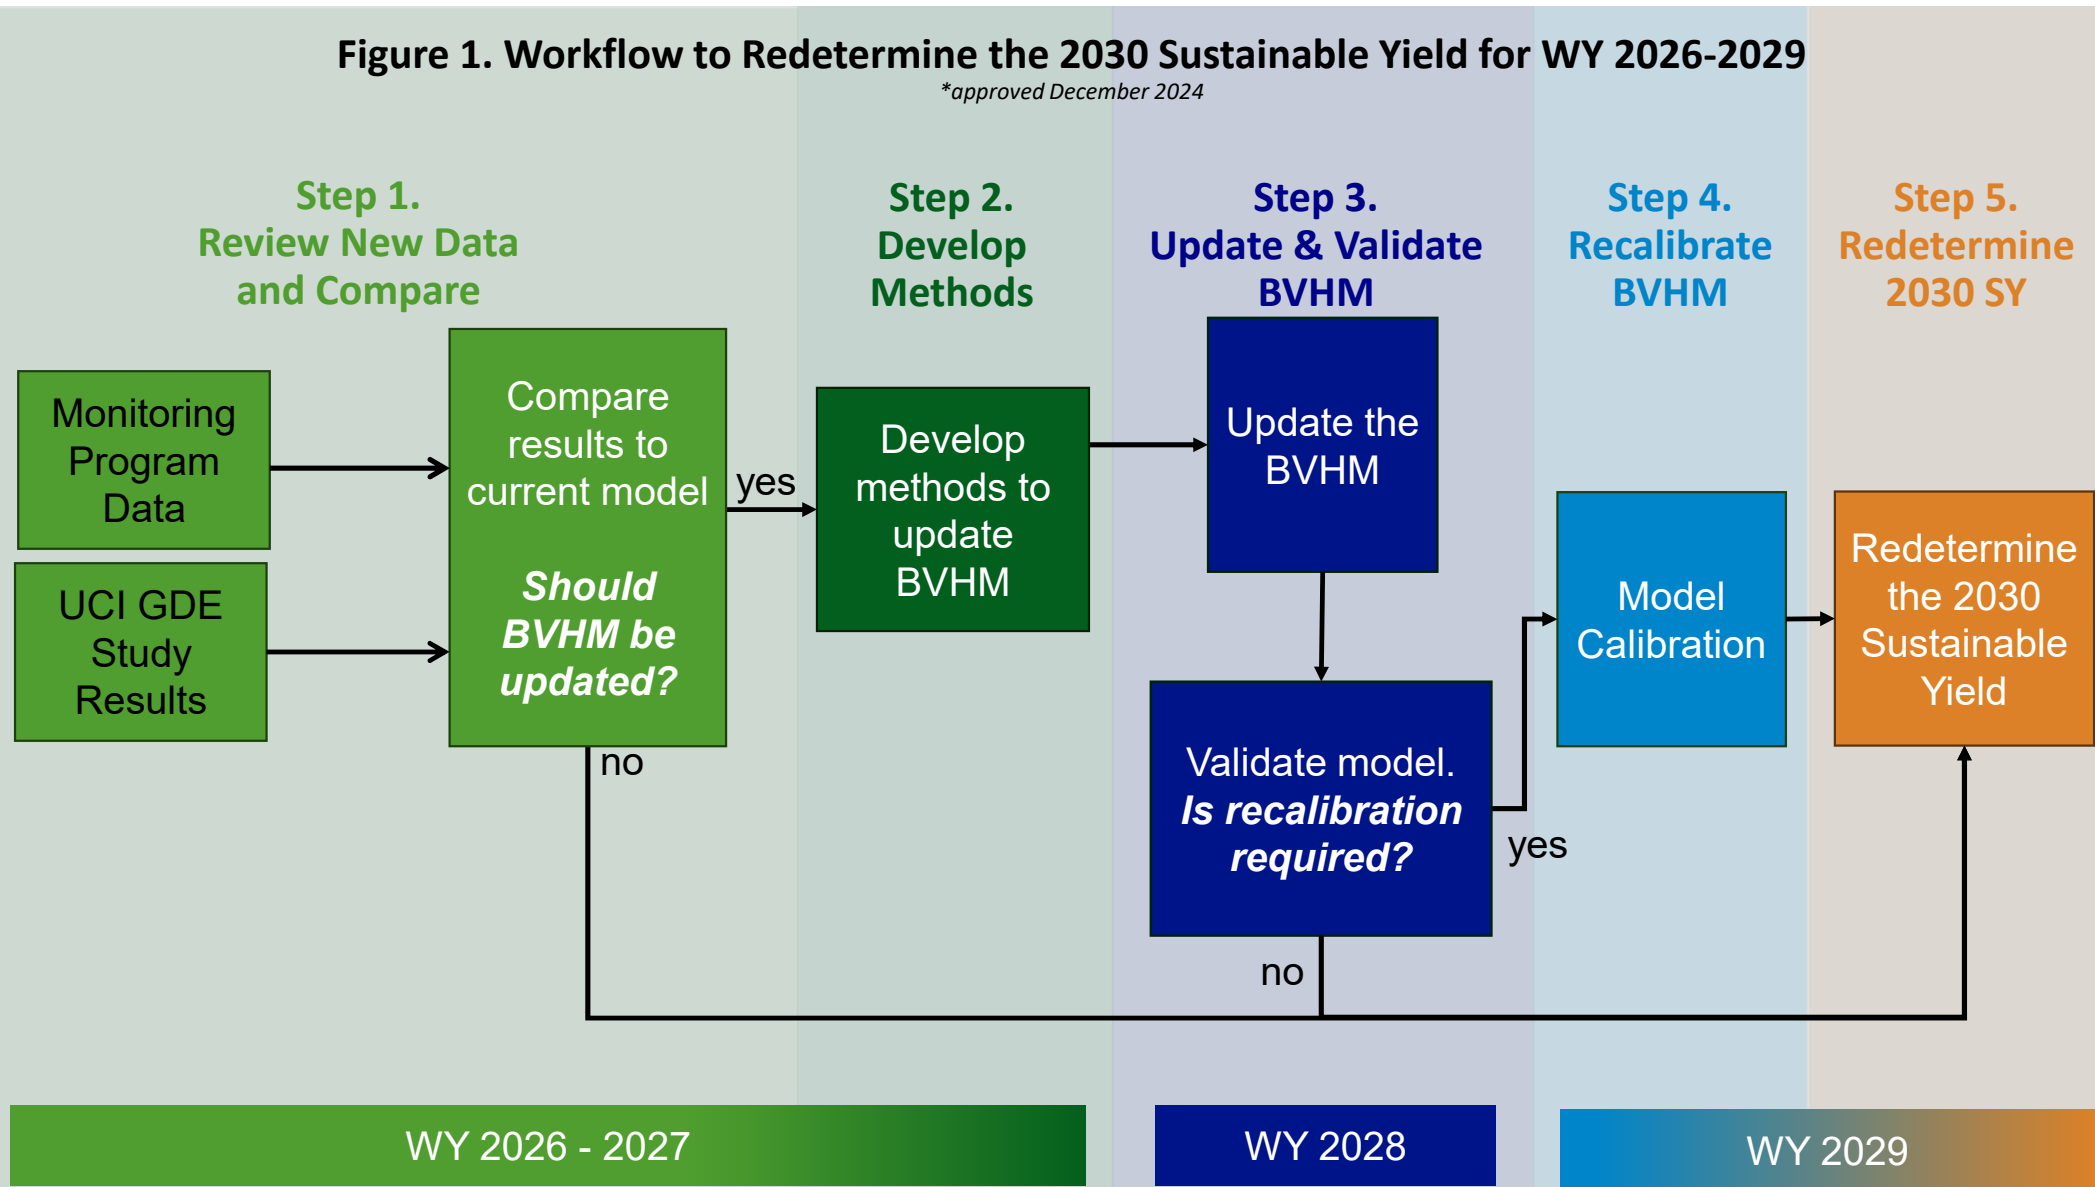 Figure 1. Workflow to Redetermine the 2030 Sustainable Yield for WY 2026-2029
*approved December 2024
Step 1.
Review New Data
and Compare
Step 2.
Develop
Methods
Step 3.
Update & Validate
BVHM
Step 4.
Recalibrate
BVHM
Step 5.
Redetermine
2030 SY
Monitoring
Program
Data
UCI GDE
Study
Results
Compare
results to
current model
Should
BVHM be
updated?
yes
no
Develop
methods to
update
BVHM
Update the
BVHM
Validate model.
Is recalibration
required?
yes
no
Model
Calibration
Redetermine
the 2030
Sustainable
Yield
WY 2026 - 2027
WY 2028
WY 2029